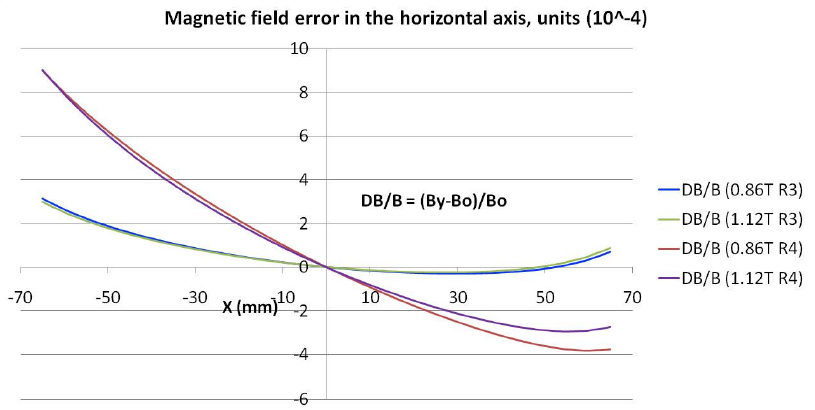 Magnetic field error in the horizontal axis, units (10^-4)
10
8
6
4
DB/B = (By-Bo)/Bo
2
0
-70 -50 -30 -10 10 30 50 70
X (mm)
-2
-4
-6
DB/B (0.86T R3)
DB/B (1.12T R3)
DB/B (0.86T R4)
DB/B (1.12T R4)